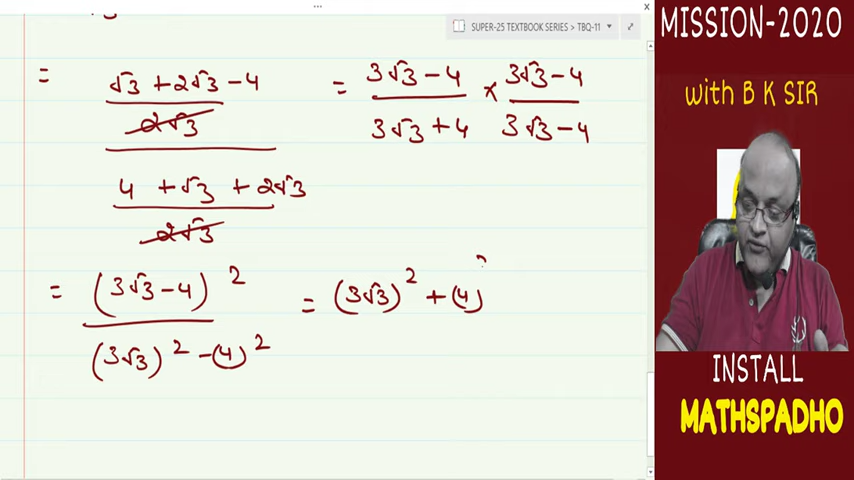 SUPER-25 TEXTBOOK SERIES > TBQ-11
MISSION-2020
with B K SIR
= √3 + 2√3 - 4 = 3√3 - 4 × 3√3 - 4
2√3 3√3 + 4 3√3 - 4
4 + √3 + 2√3
2√3
= (3√3 - 4)² = (3√3)² + (4)
(3√3)² - (4)²
INSTALL
MATHSPADHO